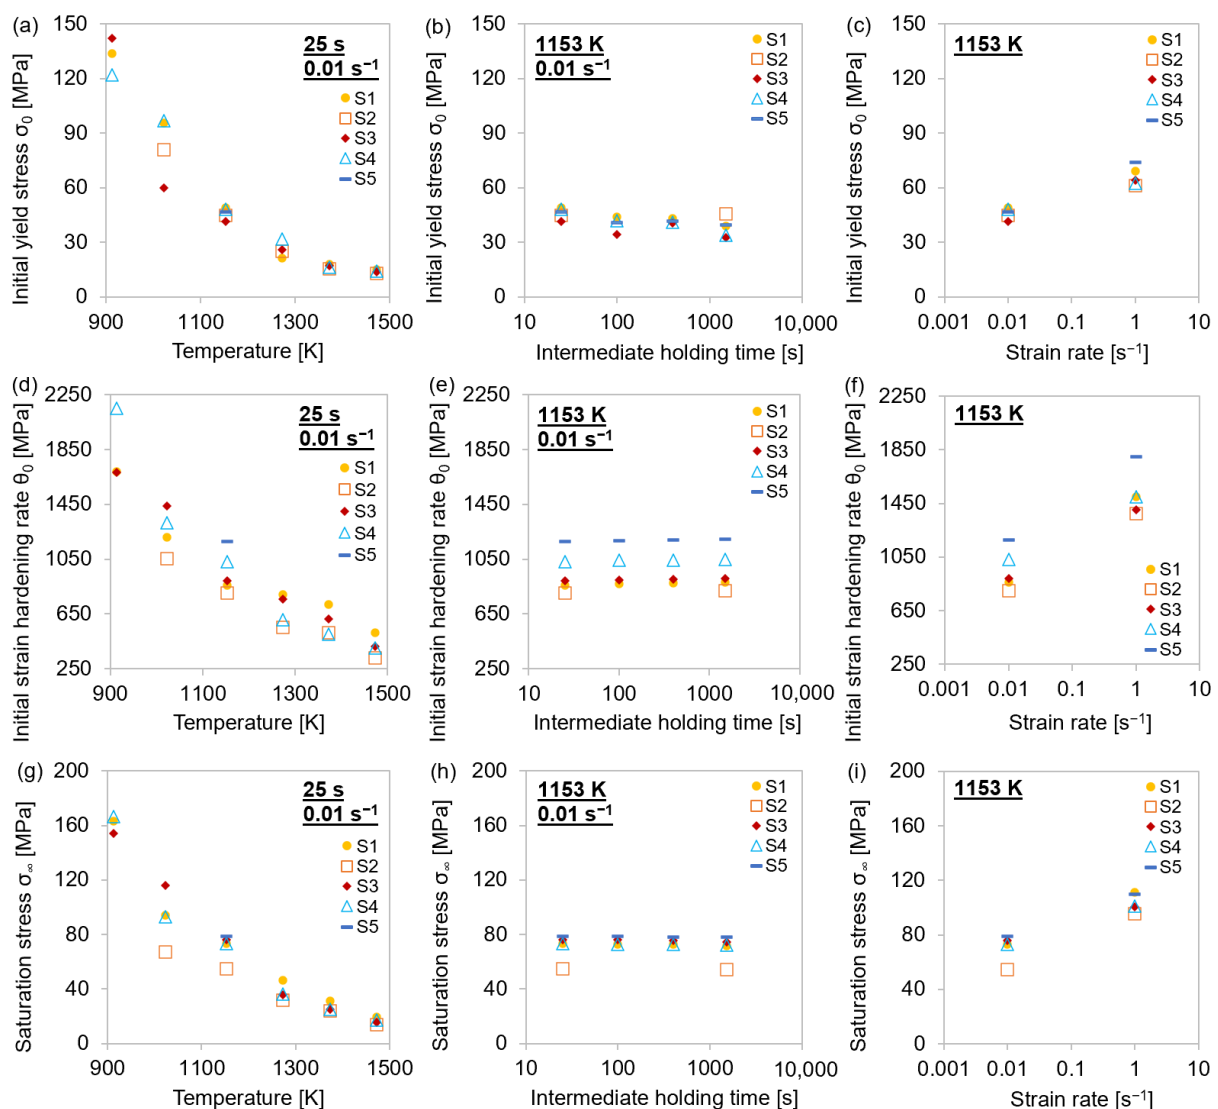 (a)
Initial yield stress σ0 [MPa]
150
120
90
60
30
0
25 s
0.01 s−1
S1
S2
S3
S4
S5
900 1100 1300 1500
Temperature [K]
(b)
Initial yield stress σ0 [MPa]
150
120
90
60
30
0
1153 K
0.01 s−1
S1
S2
S3
S4
S5
10 100 1000 10,000
Intermediate holding time [s]
(c)
Initial yield stress σ0 [MPa]
150
120
90
60
30
0
1153 K
S1
S2
S3
S4
S5
0.001 0.01 0.1 1 10
Strain rate [s−1]
(d)
Initial strain hardening rate θ0 [MPa]
2250
1850
1450
1050
650
250
25 s
0.01 s−1
S1
S2
S3
S4
S5
900 1100 1300 1500
Temperature [K]
(e)
Initial strain hardening rate θ0 [MPa]
2250
1850
1450
1050
650
250
1153 K
0.01 s−1
S1
S2
S3
S4
S5
10 100 1000 10,000
Intermediate holding time [s]
(f)
Initial strain hardening rate θ0 [MPa]
2250
1850
1450
1050
650
250
1153 K
S1
S2
S3
S4
S5
0.001 0.01 0.1 1 10
Strain rate [s−1]
(g)
Saturation stress σ∞ [MPa]
200
160
120
80
40
0
25 s
0.01 s−1
S1
S2
S3
S4
S5
900 1100 1300 1500
Temperature [K]
(h)
Saturation stress σ∞ [MPa]
200
160
120
80
40
0
1153 K
0.01 s−1
S1
S2
S3
S4
S5
10 100 1000 10,000
Intermediate holding time [s]
(i)
Saturation stress σ∞ [MPa]
200
160
120
80
40
0
1153 K
S1
S2
S3
S4
S5
0.001 0.01 0.1 1 10
Strain rate [s−1]